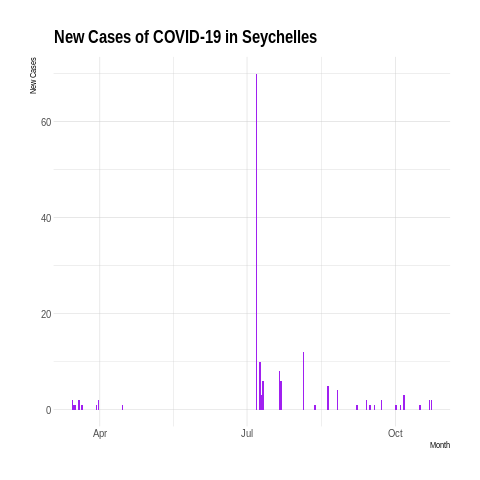 New Cases of COVID-19 in Seychelles
New Cases
60
40
20
0
Apr
Jul
Oct
Month